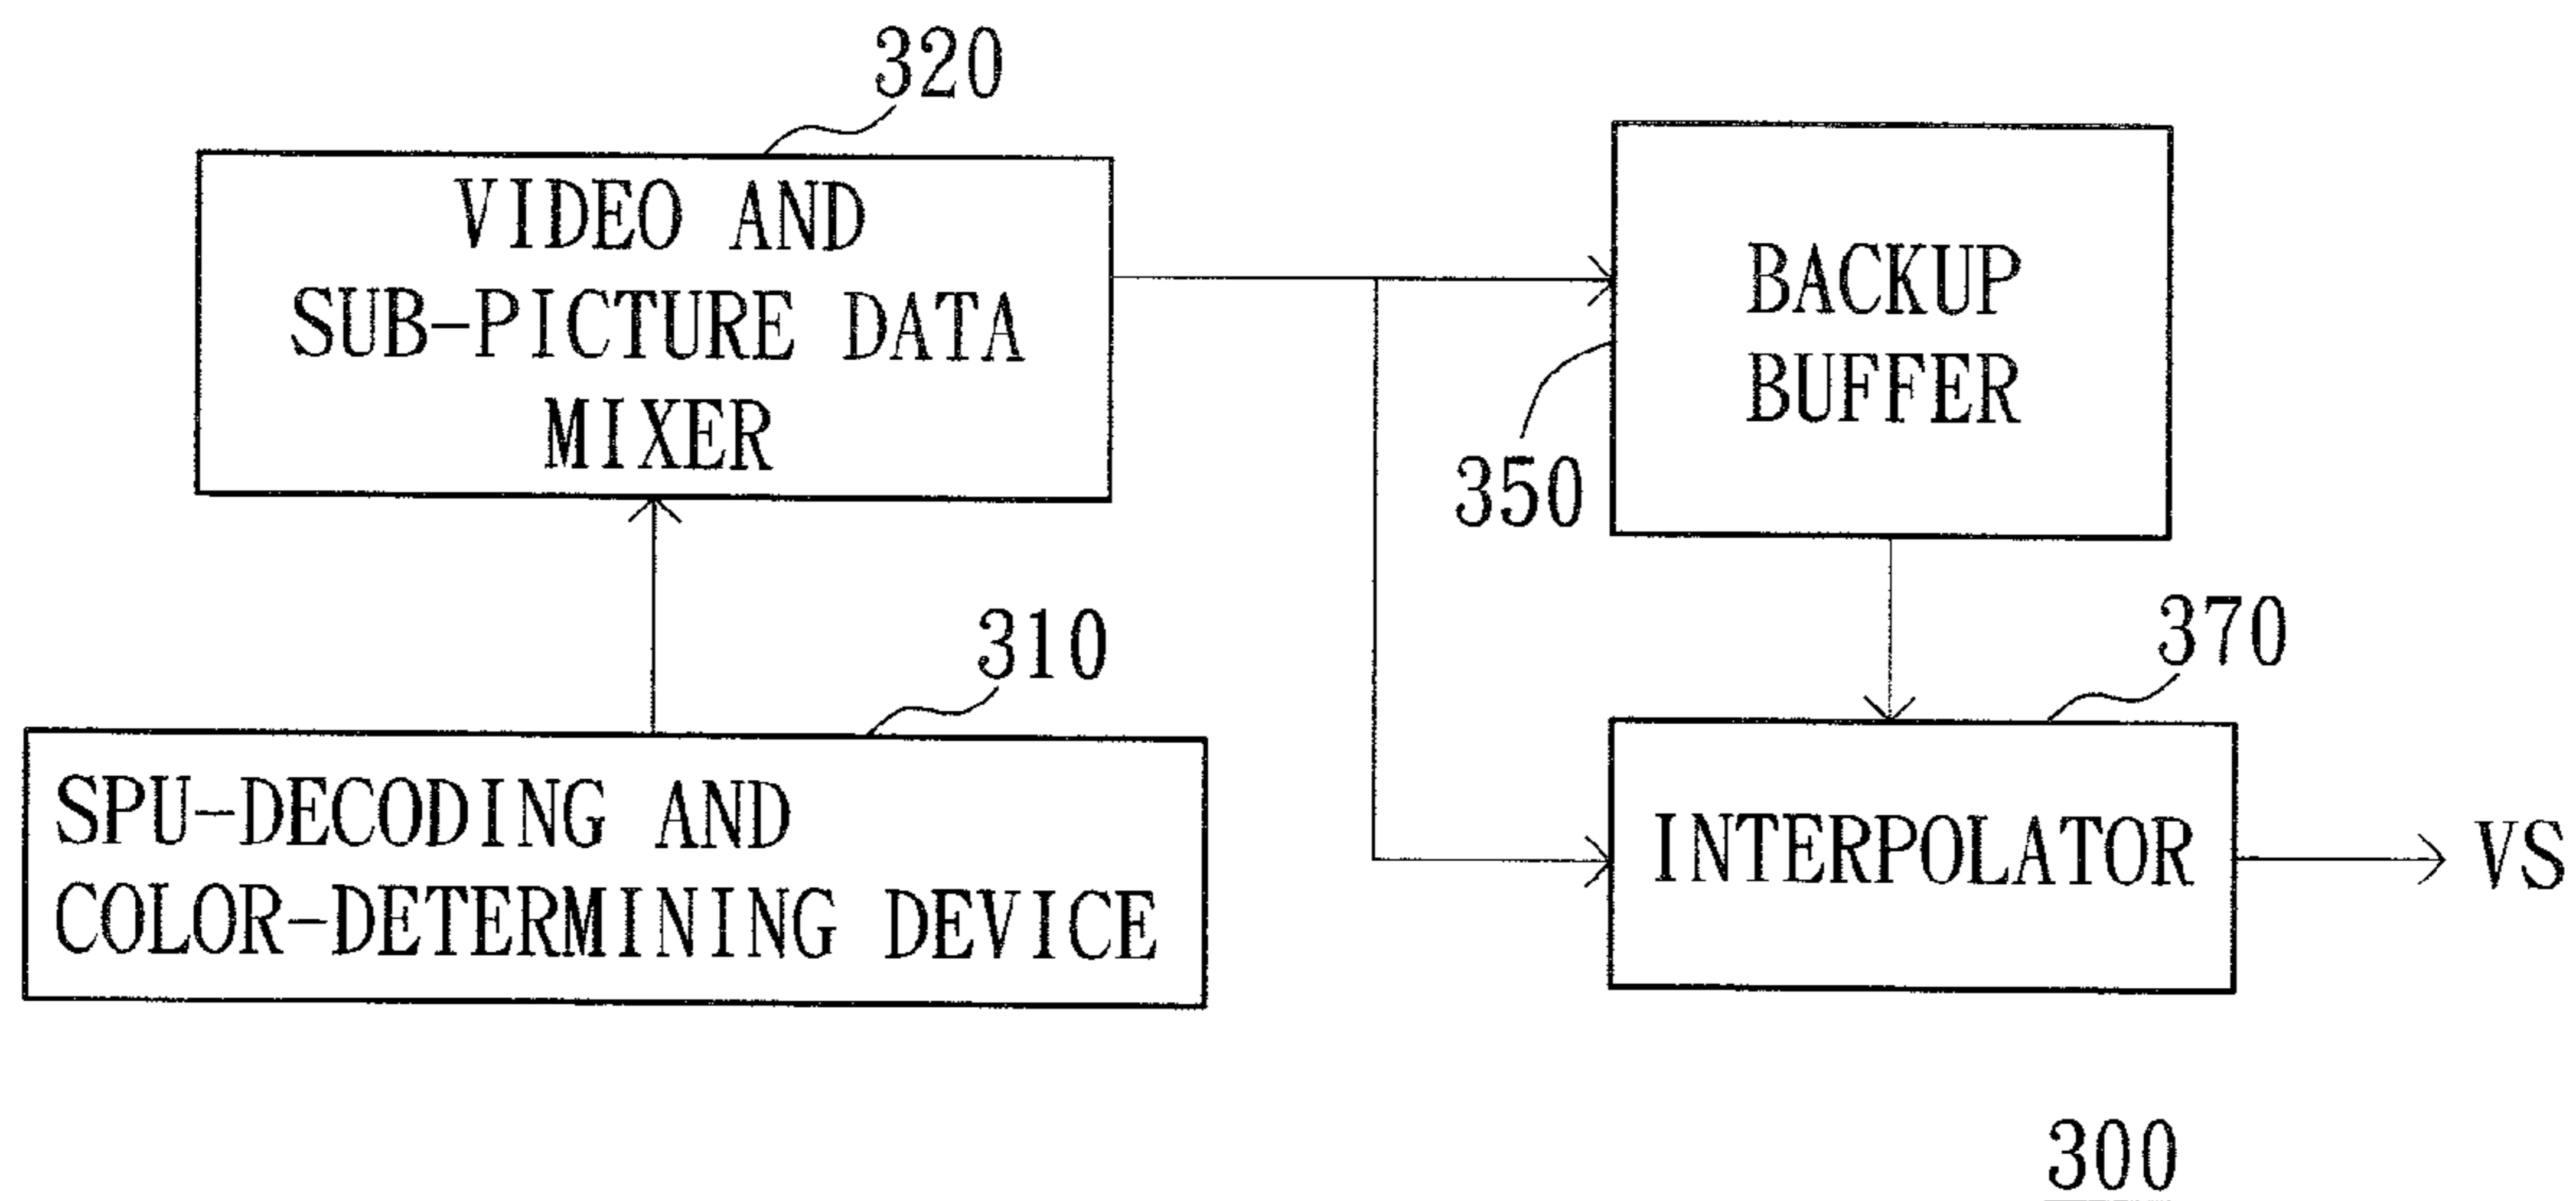 320
VIDEO AND
SUB-PICTURE DATA
MIXER
BACKUP
BUFFER
350
310
SPU-DECODING AND
COLOR-DETERMINING DEVICE
370
INTERPOLATOR
VS
300